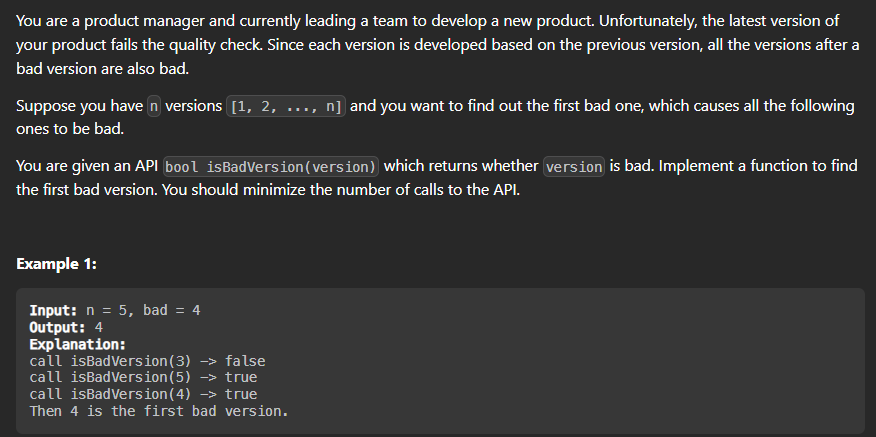 You are a product manager and currently leading a team to develop a new product. Unfortunately, the latest version of
your product fails the quality check. Since each version is developed based on the previous version, all the versions after a
bad version are also bad.
Suppose you have n versions [1, 2, ..., n] and you want to find out the first bad one, which causes all the following
ones to be bad.
You are given an API bool isBadVersion(version) which returns whether version is bad. Implement a function to find
the first bad version. You should minimize the number of calls to the API.
Example 1:
Input: n = 5, bad = 4
Output: 4
Explanation:
call isBadVersion(3) -> false
call isBadVersion(5) -> true
call isBadVersion(4) -> true
Then 4 is the first bad version.